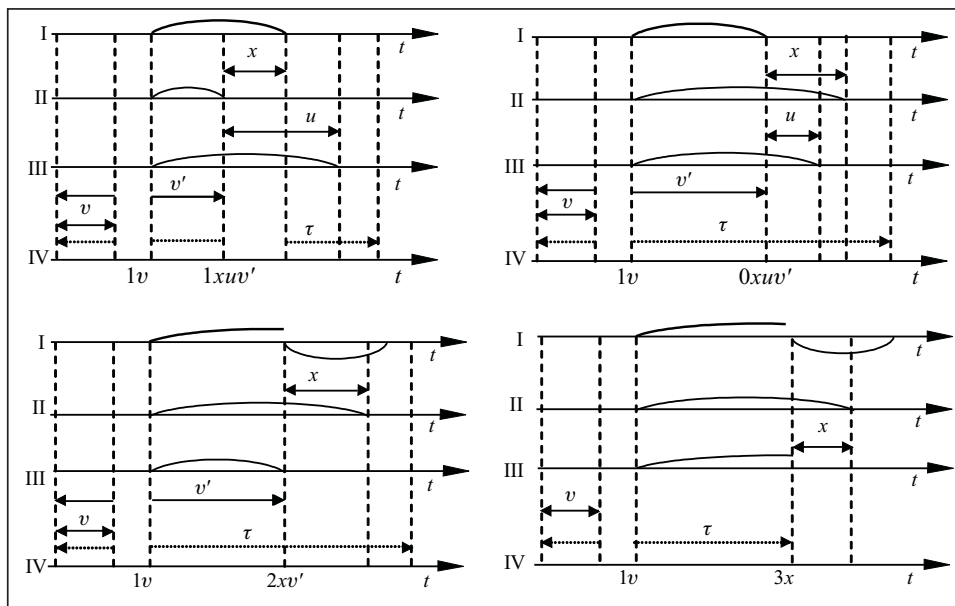 I t
x
II t
u
III t
v′
v τ
IV t
1v 1xuv′
I t
x
II t
u
III t
v′
v τ
IV t
1v 0xuv′
I t
x
II t
III t
v′
v τ
IV t
1v 2xv′
I t
II t
x
III t
v τ
IV t
1v 3x